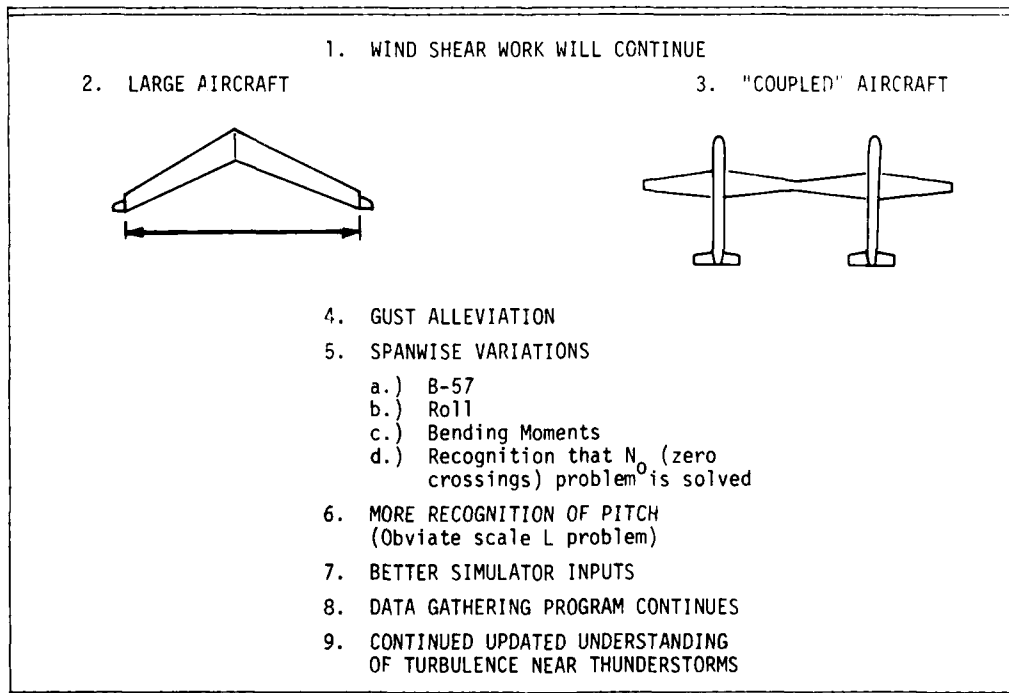 1. WIND SHEAR WORK WILL CONTINUE
2. LARGE AIRCRAFT
3. "COUPLED" AIRCRAFT
4. GUST ALLEVIATION
5. SPANWISE VARIATIONS
a.) B-57
b.) Roll
c.) Bending Moments
d.) Recognition that No (zero
crossings) problem is solved
6. MORE RECOGNITION OF PITCH
(Obviate scale L problem)
7. BETTER SIMULATOR INPUTS
8. DATA GATHERING PROGRAM CONTINUES
9. CONTINUED UPDATED UNDERSTANDING
OF TURBULENCE NEAR THUNDERSTORMS